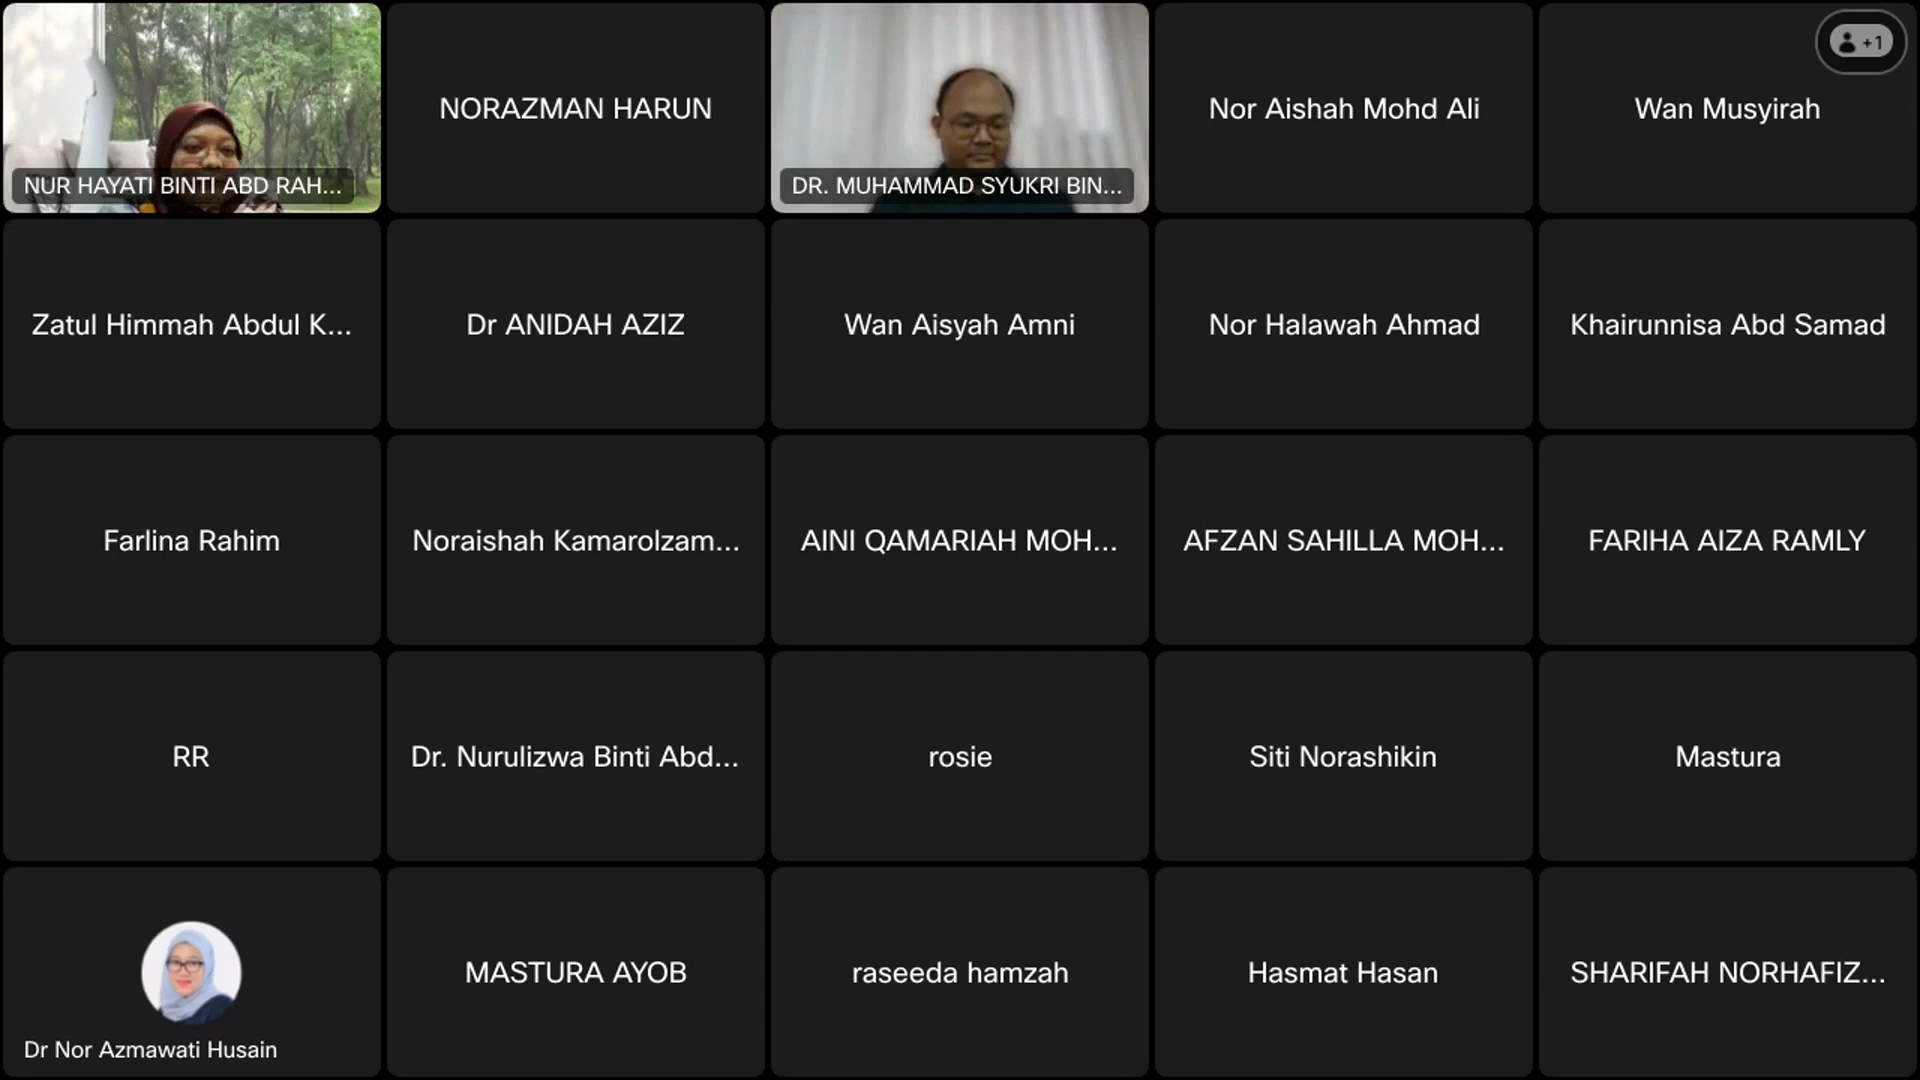 NUR HAYATI BINTI ABD RAH...
NORAZMAN HARUN
DR. MUHAMMAD SYUKRI BIN...
Nor Aishah Mohd Ali
Wan Musyirah
+1
Zatul Himmah Abdul K...
Dr ANIDAH AZIZ
Wan Aisyah Amni
Nor Halawah Ahmad
Khairunnisa Abd Samad
Farlina Rahim
Noraishah Kamarolzam...
AINI QAMARIAH MOH...
AFZAN SAHILLA MOH...
FARIHA AIZA RAMLY
RR
Dr. Nurulizwa Binti Abd...
rosie
Siti Norashikin
Mastura
Dr Nor Azmawati Husain
MASTURA AYOB
raseeda hamzah
Hasmat Hasan
SHARIFAH NORHAFIZ...